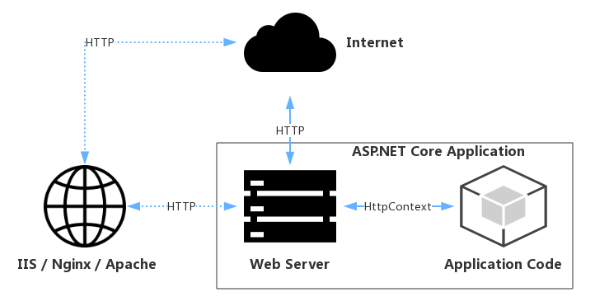 HTTP
Internet
HTTP
ASP.NET Core Application
HTTP
HttpContext
IIS / Nginx / Apache
Web Server
Application Code